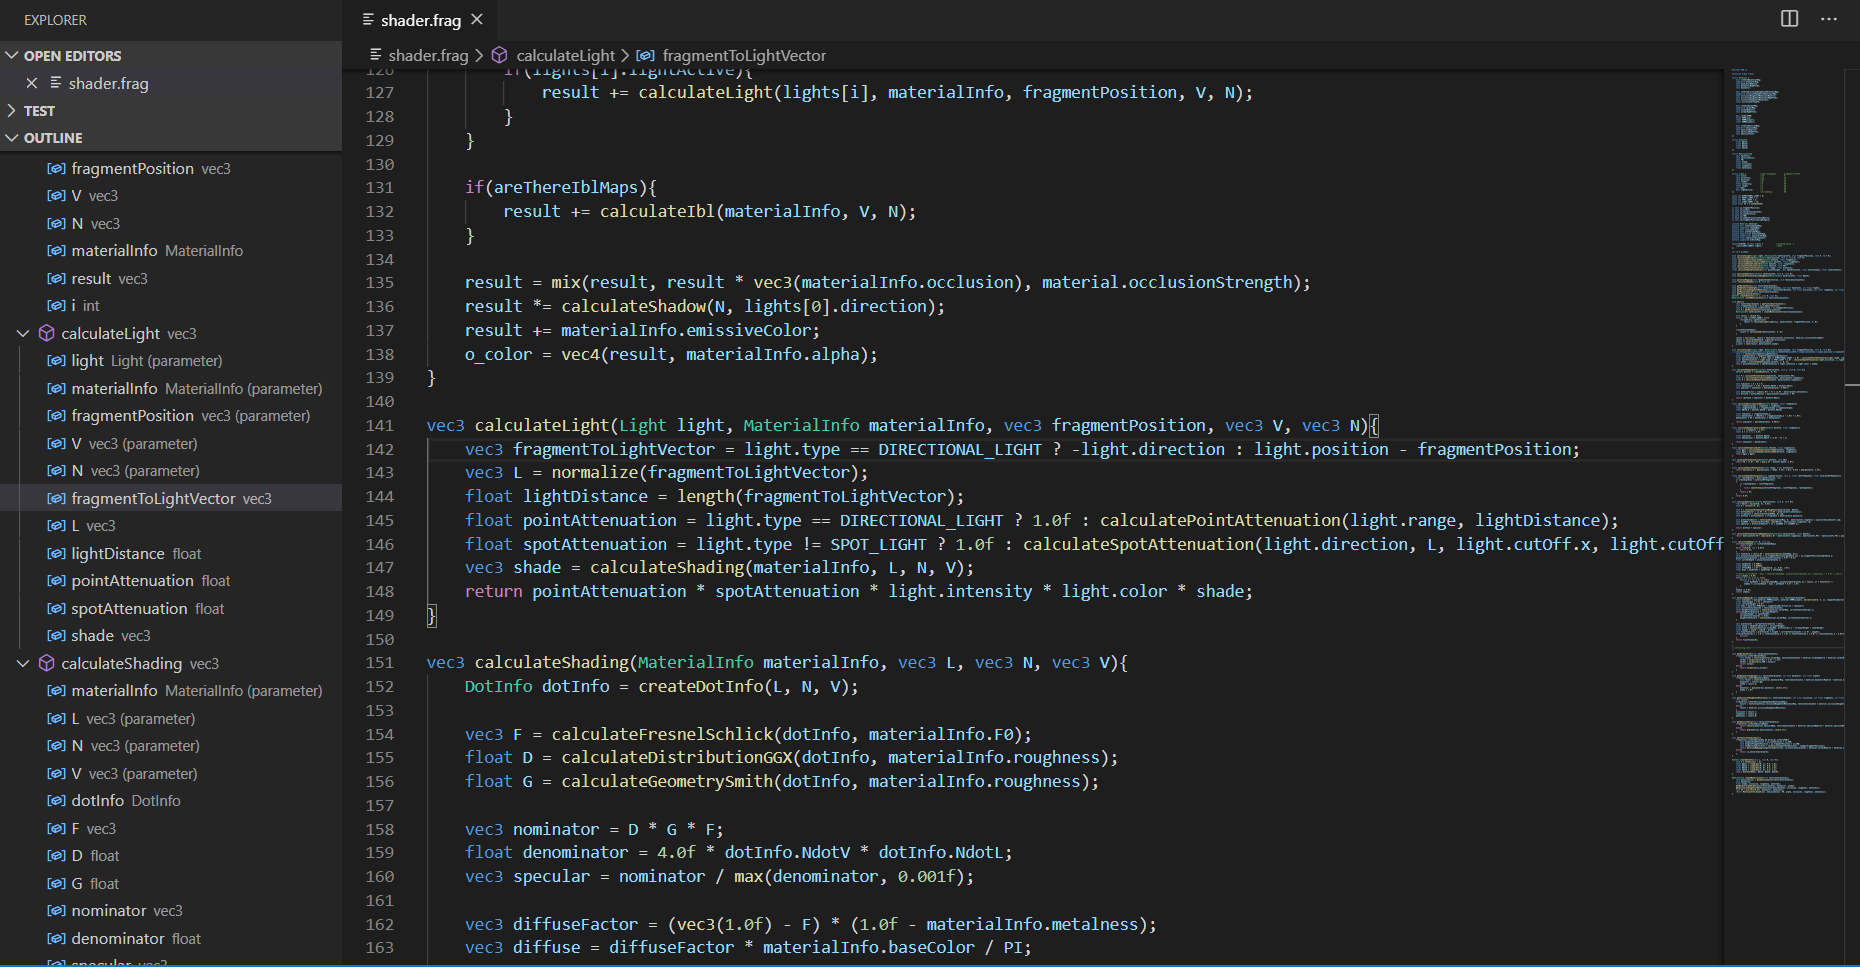 EXPLORER
OPEN EDITORS
shader.frag
TEST
OUTLINE
fragmentPosition vec3
V vec3
N vec3
materialInfo MaterialInfo
result vec3
i int
calculateLight vec3
light Light (parameter)
materialInfo MaterialInfo (parameter)
fragmentPosition vec3 (parameter)
V vec3 (parameter)
N vec3 (parameter)
fragmentToLightVector vec3
L vec3
lightDistance float
pointAttenuation float
spotAttenuation float
shade vec3
calculateShading vec3
materialInfo MaterialInfo (parameter)
L vec3 (parameter)
N vec3 (parameter)
V vec3 (parameter)
dotInfo DotInfo
F vec3
D float
G float
nominator vec3
denominator float
specular vec3
shader.frag
shader.frag > calculateLight > fragmentToLightVector
126 if(lights[i].lightActive){
127 result += calculateLight(lights[i], materialInfo, fragmentPosition, V, N);
128 }
129 }
130
131 if(areThereIblMaps){
132 result += calculateIbl(materialInfo, V, N);
133 }
134
135 result = mix(result, result * vec3(materialInfo.occlusion), material.occlusionStrength);
136 result *= calculateShadow(N, lights[0].direction);
137 result += materialInfo.emissiveColor;
138 o_color = vec4(result, materialInfo.alpha);
139 }
140
141 vec3 calculateLight(Light light, MaterialInfo materialInfo, vec3 fragmentPosition, vec3 V, vec3 N){
142 vec3 fragmentToLightVector = light.type == DIRECTIONAL_LIGHT ? -light.direction : light.position - fragmentPosition;
143 vec3 L = normalize(fragmentToLightVector);
144 float lightDistance = length(fragmentToLightVector);
145 float pointAttenuation = light.type == DIRECTIONAL_LIGHT ? 1.0f : calculatePointAttenuation(light.range, lightDistance);
146 float spotAttenuation = light.type != SPOT_LIGHT ? 1.0f : calculateSpotAttenuation(light.direction, L, light.cutOff.x, light.cutOff
147 vec3 shade = calculateShading(materialInfo, L, N, V);
148 return pointAttenuation * spotAttenuation * light.intensity * light.color * shade;
149 }
150
151 vec3 calculateShading(MaterialInfo materialInfo, vec3 L, vec3 N, vec3 V){
152 DotInfo dotInfo = createDotInfo(L, N, V);
153
154 vec3 F = calculateFresnelSchlick(dotInfo, materialInfo.F0);
155 float D = calculateDistributionGGX(dotInfo, materialInfo.roughness);
156 float G = calculateGeometrySmith(dotInfo, materialInfo.roughness);
157
158 vec3 nominator = D * G * F;
159 float denominator = 4.0f * dotInfo.NdotV * dotInfo.NdotL;
160 vec3 specular = nominator / max(denominator, 0.001f);
161
162 vec3 diffuseFactor = (vec3(1.0f) - F) * (1.0f - materialInfo.metalness);
163 vec3 diffuse = diffuseFactor * materialInfo.baseColor / PI;